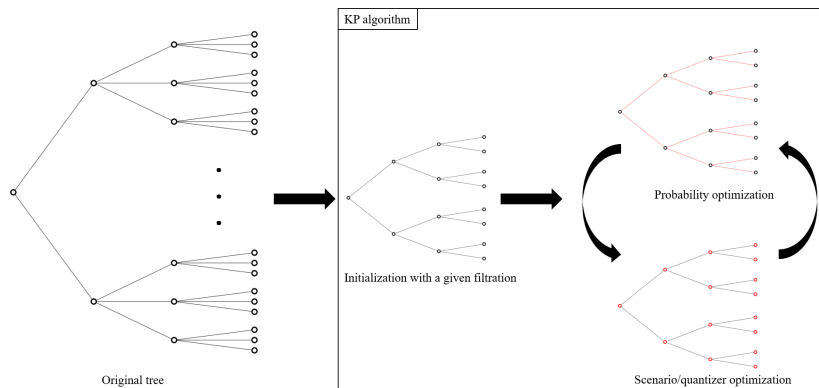 KP algorithm
Probability optimization
Initialization with a given filtration
Original tree
Scenario/quantizer optimization